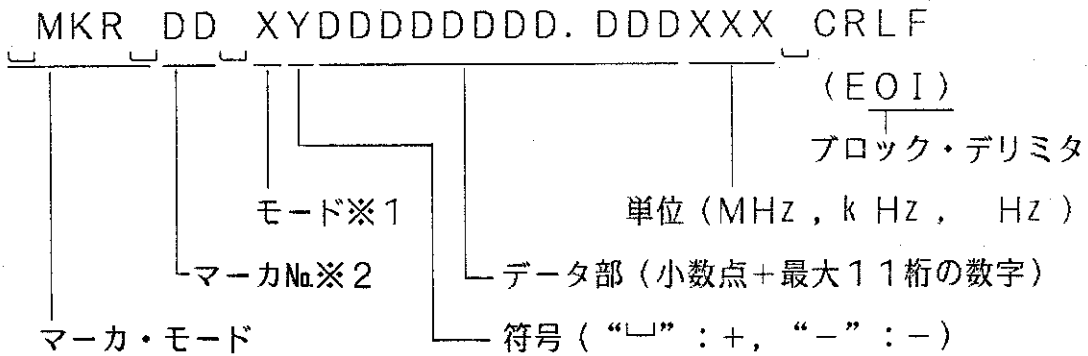 ␣MKR␣DD␣XYDDDDDDDD.DDDXXX␣CRLF
(EOI)
ブロック・デリミタ
モード※1
単位(MHz,kHz, Hz)
マーカNo.※2
データ部(小数点+最大11桁の数字)
マーカ・モード
符号(“␣”:+,“-”:-)